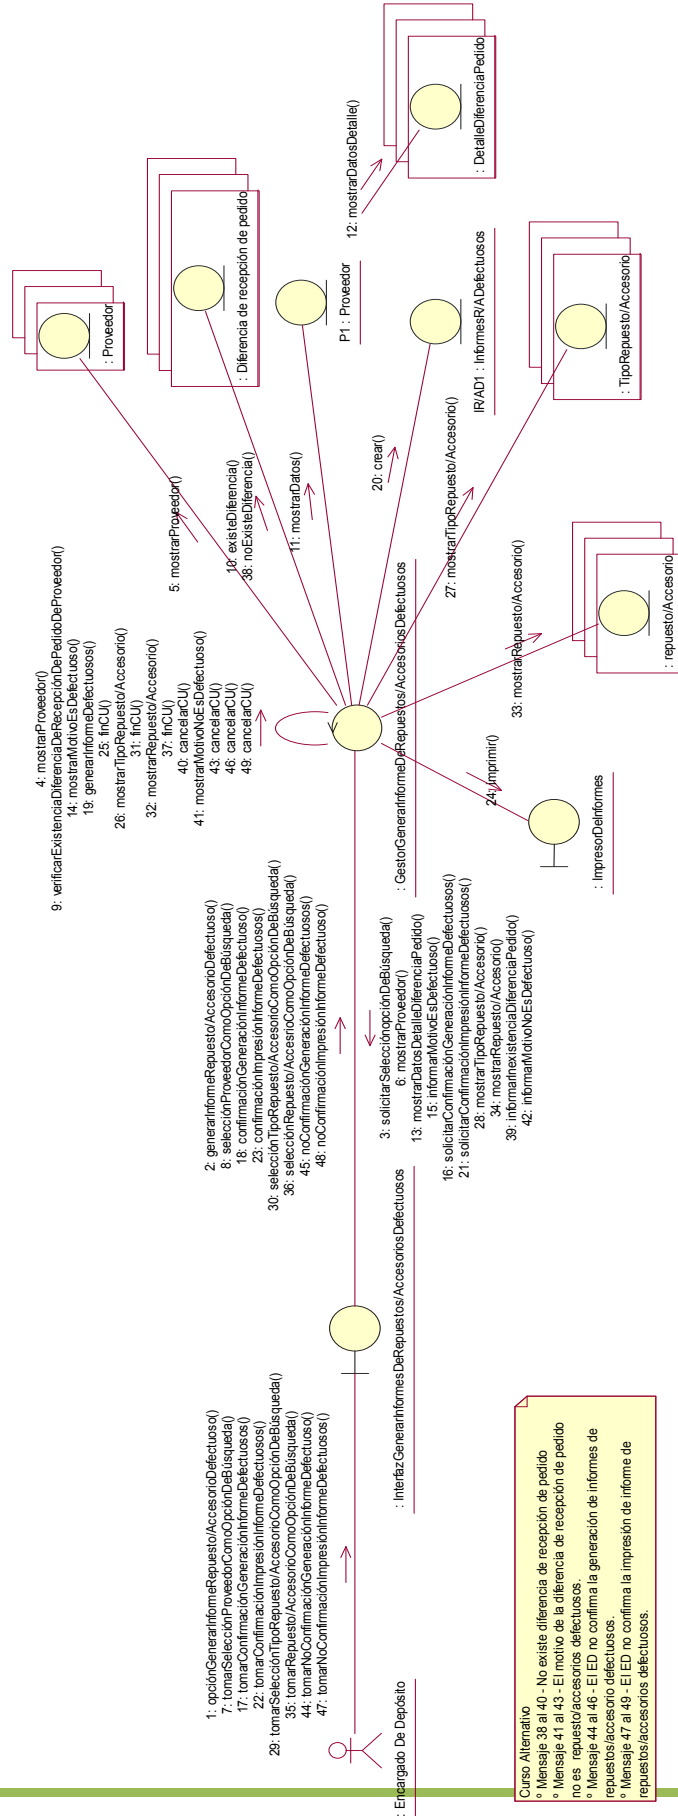 : Encargado De Depósito
1: opciónGenerarInformeRepuesto/AccesorioDefectuoso()
7: tomarSelecciónProveedorComoOpciónDeBúsqueda()
17: tomarConfirmaciónGeneraciónInformeDefectuosos()
22: tomarConfirmaciónImpresiónInformeDefectuosos()
29: tomarSelecciónTipoRepuesto/AccesorioComoOpciónDeBúsqueda()
35: tomarRepuesto/AccesorioComoOpciónDeBúsqueda()
44: tomarNoConfirmaciónGeneraciónInformeDefectuoso()
47: tomarNoConfirmaciónImpresiónInformeDefectuosos()
: InterfazGenerarInformesDeRepuestos/AccesoriosDefectuosos
2: generarInformeRepuesto/AccesorioDefectuoso()
8: selecciónProveedorComoOpciónDeBúsqueda()
18: confirmaciónGeneraciónInformeDefectuosos()
23: confirmaciónImpresiónInformeDefectuosos()
30: selecciónTipoRepuesto/AccesorioComoOpciónDeBúsqueda()
36: selecciónRepuesto/AccesrioComoOpciónDeBúsqueda()
45: noConfirmaciónGeneraciónInformeDefectuosos()
48: noConfirmaciónImpresiónInformeDefectuoso()
3: solicitarSelecciónopciónDeBúsqueda()
6: mostrarProveedor()
13: mostrarDatosDetalleDiferenciaPedido()
15: informarMotivoEsDefectuoso()
16: solicitarConfirmaciónGeneraciónInformeDefectuosos()
21: solicitarConfirmaciónImpresiónInformeDefectuosos()
28: mostrarTipoRepuesto/Accesorio()
34: mostrarRepuesto/Accesorio()
39: informarInexistenciaDiferenciaPedido()
42: informarMotivoNoEsDefectuoso()
4: mostrarProveedor()
9: verificarExistenciaDiferenciaDeRecepciónDePedidoDeProveedor()
14: mostrarMotivoEsDefectuoso()
19: generarInformeDefectuosos()
25: finCU()
26: mostrarTipoRepuesto/Accesorio()
31: finCU()
32: mostrarRepuesto/Accesorio()
37: finCU()
40: cancelarCU()
41: mostrarMotivoNoEsDefectuoso()
43: cancelarCU()
46: cancelarCU()
49: cancelarCU()
: GestorGenerarInformeDeRepuestos/AccesoriosDefectuosos
5: mostrarProveedor()
: Proveedor
10: existeDiferencia()
38: noExisteDiferencia()
: Diferencia de recepción de pedido
11: mostrarDatos()
P1 : Proveedor
12: mostrarDatosDetalle()
: DetalleDiferenciaPedido
20: crear()
IR/AD1 : InformesR/ADefectuosos
27: mostrarTipoRepuesto/Accesorio()
: TipoRepuesto/Accesorio
33: mostrarRepuesto/Accesorio()
: repuesto/Accesorio
24: imprimir()
: ImpresorDeInformes
Curso Alternativo
º Mensaje 38 al 40 - No existe diferencia de recepción de pedido
º Mensaje 41 al 43 - El motivo de la diferencia de recepción de pedido
no es repuesto/accesorios defectuosos.
º Mensaje 44 al 46 - El ED no confirma la generación de informes de
repuestos/accesorio defectuosos.
º Mensaje 47 al 49 - El ED no confirma la impresión de informe de
repuestos/accesorios defectuosos.